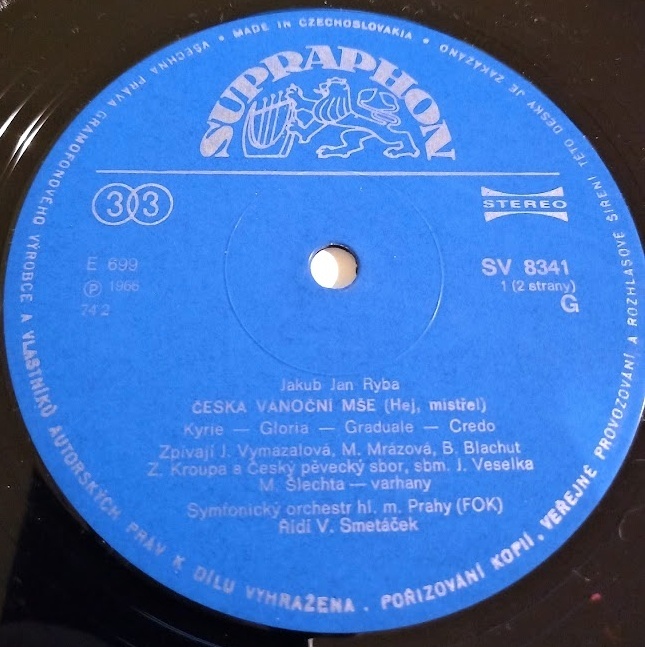 VŠECHNA PRÁVA GRAMOFONOVÉHO VÝROBCE A VLASTNÍKŮ AUTORSKÝCH PRÁV K DÍLU VYHRAŽENA . POŘIZOVÁNÍ KOPIÍ , VEŘEJNÉ PROVOZOVÁNÍ A ROZHLASOVÉ ŠÍŘENÍ TÉTO DESKY JE ZAKÁZÁNO • MADE IN CZECHOSLOVAKIA •
SUPRAPHON
33
STEREO
E 699
SV 8341
Ⓟ 1966
1 (2 strany)
74 2
G
Jakub Jan Ryba
ČESKA VANOČNÍ MŠE (Hej, mistře!)
Kyrie — Gloria — Graduale — Credo
Zpívají J. Vymazalová, M. Mrázová, B. Blachut
Z. Kroupa a Český pěvecký sbor, sbm. J. Veselka
M. Šlechta — varhany
Symfonický orchestr hl. m. Prahy (FOK)
Řídí V. Smetáček